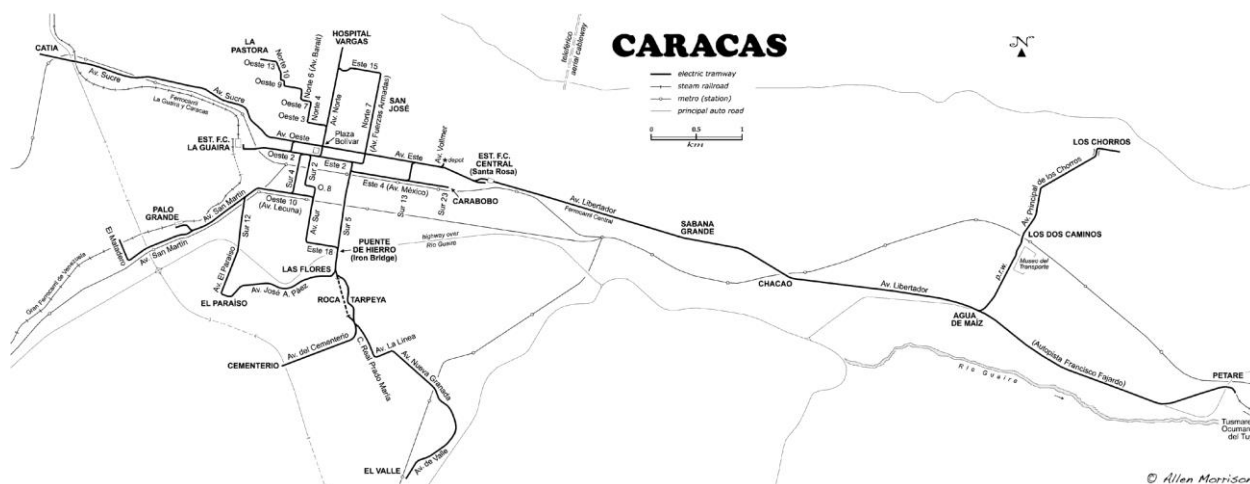 CARACAS
N
electric tramway
steam railroad
metro (station)
principal auto road
0 0.5 1
km
teleférico
aerial cableway
CATIA
Av. Sucre
Av. Sucre
Av. Sucre
Ferrocarril
La Guaira y Caracas
LA
PASTORA
Oeste 13
Norte 10
Oeste 9
Oeste 7
Oeste 3
Norte 6 (Av. Baralt)
Norte 4
HOSPITAL
VARGAS
Av. Norte
Este 15
Norte 7
(Av. Fuerzas Armadas)
SAN
JOSÉ
EST. F.C.
LA GUAIRA
Av. Oeste
Plaza
Bolívar
Oeste 2
Sur 4
Sur 2
Este 2
Av. Este
Av. Vollmer
depot
EST. F.C.
CENTRAL
(Santa Rosa)
Este 4 (Av. México)
Sur 13
Sur 23
CARABOBO
O. 8
Oeste 10
(Av. Lecuna)
Av. Sur
Sur 5
Este 18
PUENTE
DE HIERRO
(Iron Bridge)
highway over
Río Guaire
PALO
GRANDE
Av. San Martín
El Matadero
Av. San Martín
Sur 12
Av. El Paraíso
EL PARAÍSO
Av. José A. Páez
LAS FLORES
ROCA TARPEYA
Gran Ferrocarril de Venezuela
CEMENTERIO
Av. del Cementerio
C. Real Prado María
Av. La Línea
Av. Nueva Granada
EL VALLE
Av. de Valle
Av. Libertador
Ferrocarril Central
SABANA
GRANDE
CHACAO
Av. Libertador
AGUA
DE MAÍZ
p.r.w.
Museo del
Transporte
LOS DOS CAMINOS
Av. Principal de los Chorros
LOS CHORROS
(Autopista Francisco Fajardo)
Río Guaire
PETARE
Ocumare
del Tuy
© Allen Morrison